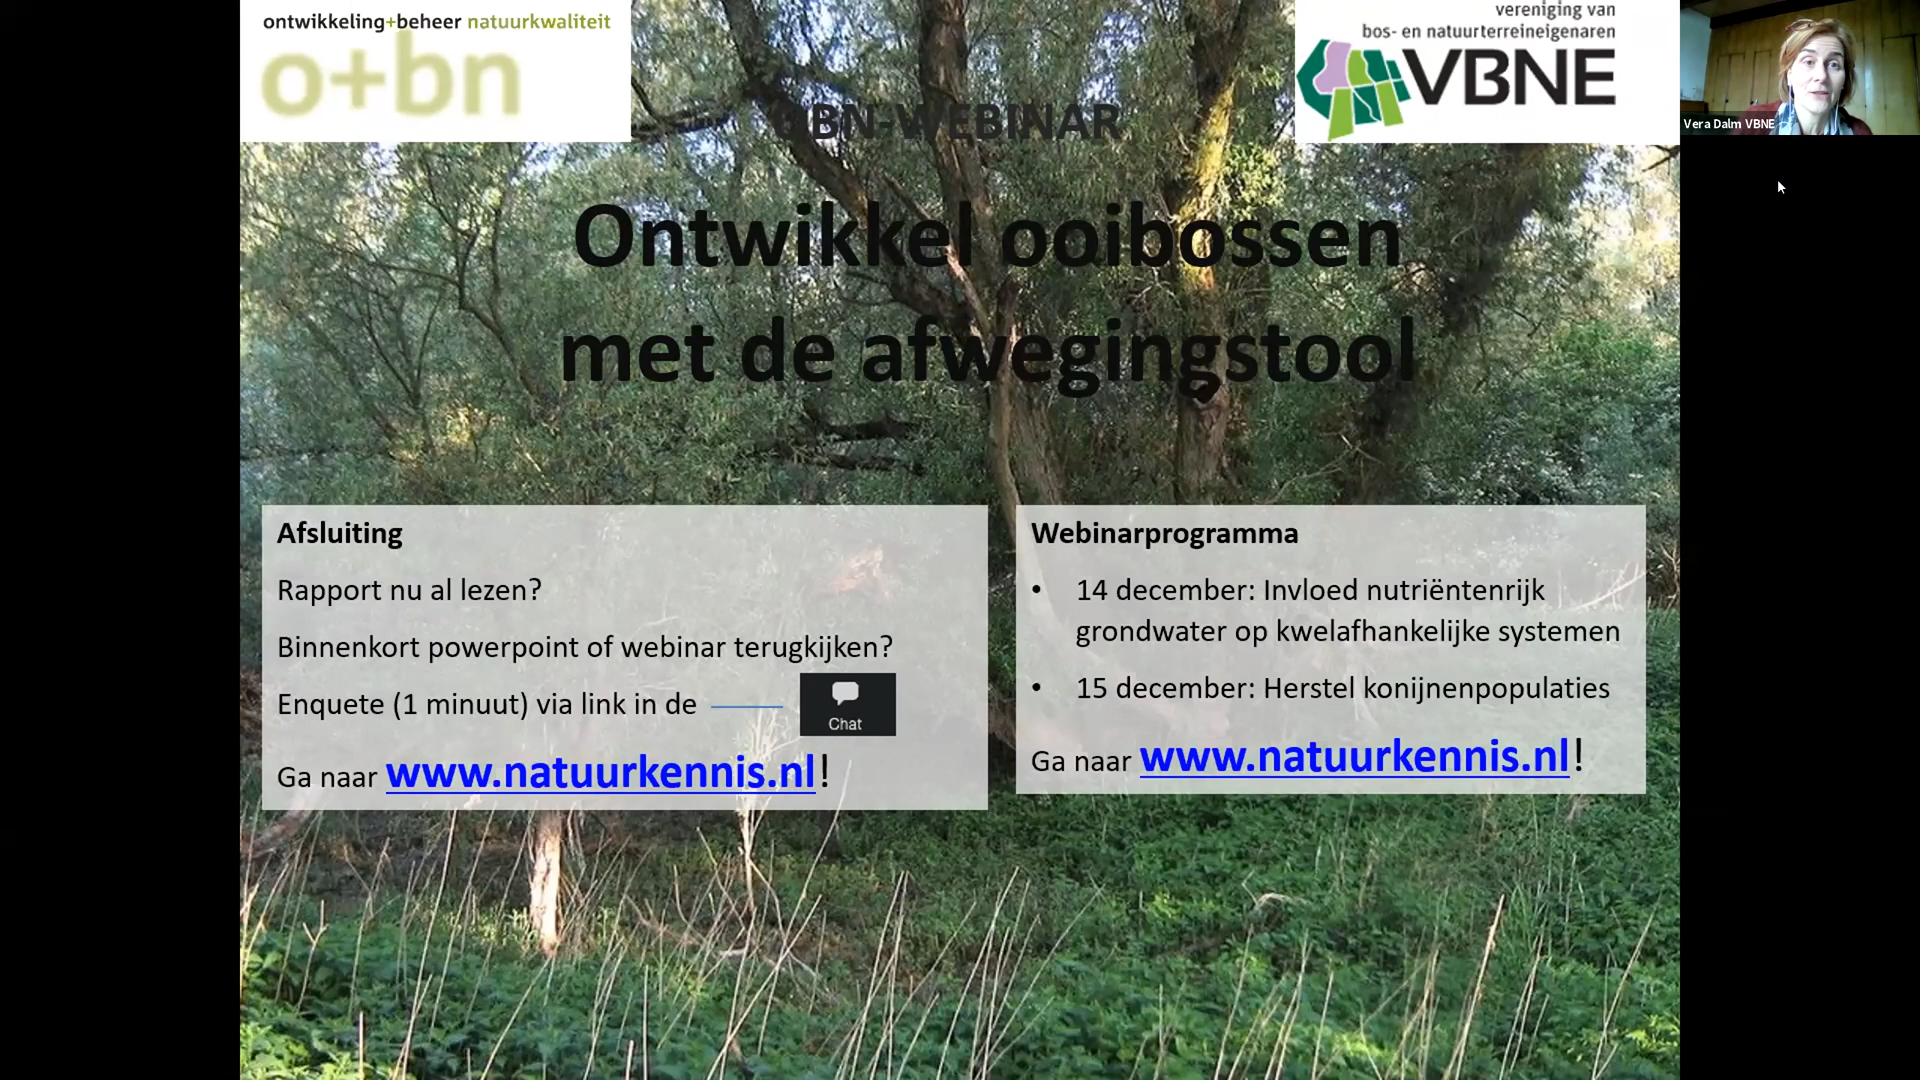 ontwikkeling+beheer natuurkwaliteit
o+bn
vereniging van
bos- en natuurterreineigenaren
VBNE
OBN-WEBINAR
Vera Dalm VBNE
Ontwikkel ooibossen
met de afwegingstool
Afsluiting
Rapport nu al lezen?
Binnenkort powerpoint of webinar terugkijken?
Enquete (1 minuut) via link in de
Chat
Ga naar www.natuurkennis.nl!
Webinarprogramma
• 14 december: Invloed nutriëntenrijk
grondwater op kwelafhankelijke systemen
• 15 december: Herstel konijnenpopulaties
Ga naar www.natuurkennis.nl!